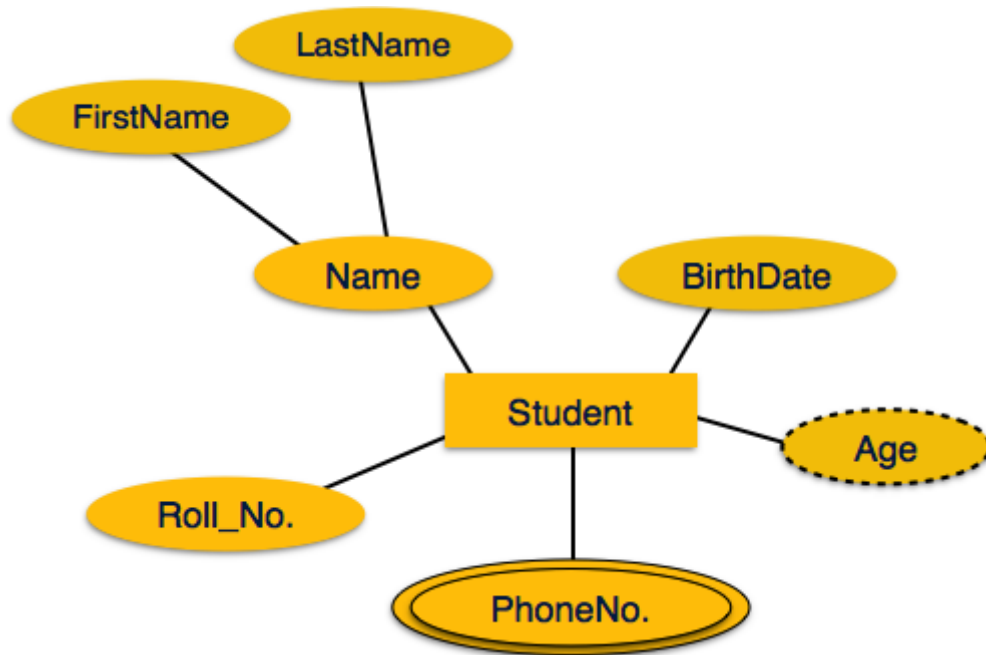 LastName
FirstName
Name
BirthDate
Student
Age
Roll_No.
PhoneNo.